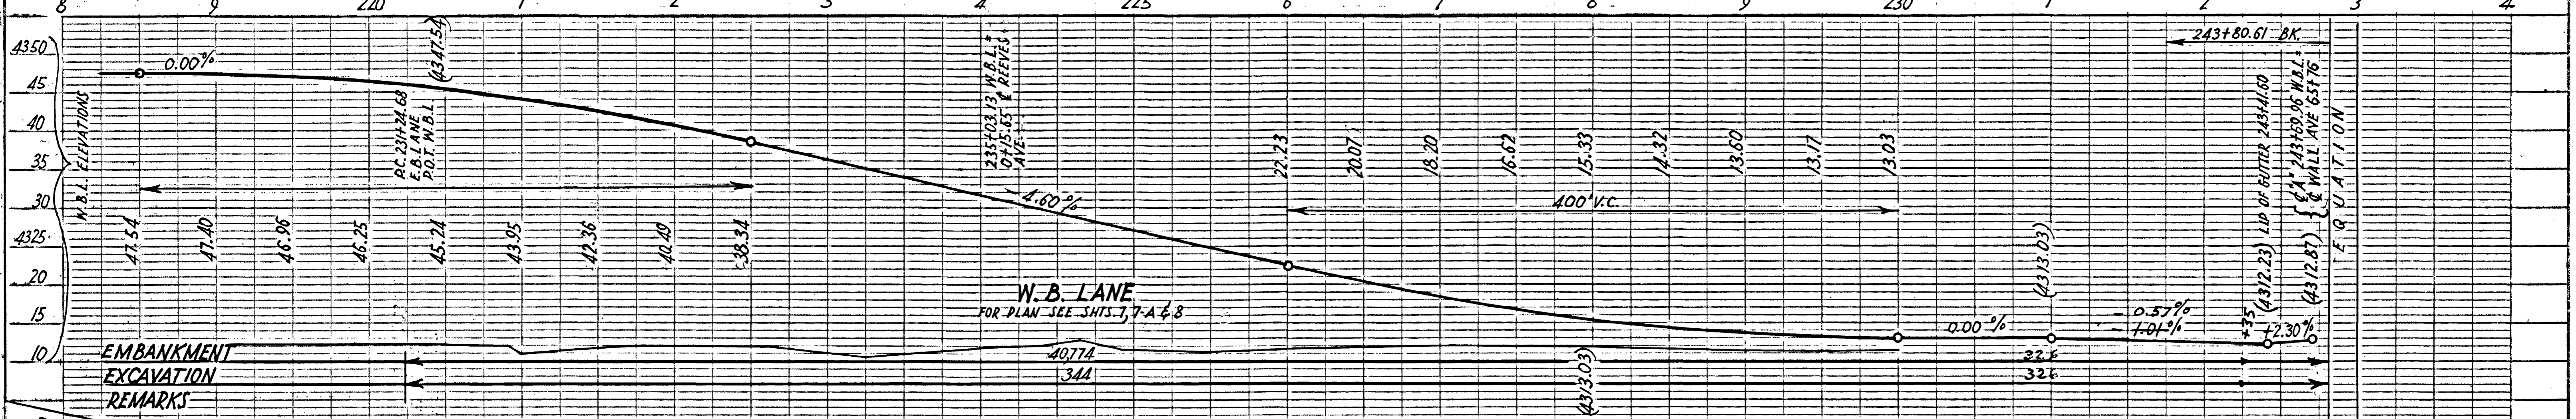 8 9 220 1 2 3 4 225 6 7 8 9 230 1 2 3 4
4350
45
40
35
30
4325
20
15
10
W.B.L. ELEVATIONS
0.00%
(4347.54)
P.C. 231+24.68
E.B. LANE
P.O.T. W.B.L.
47.54 47.40 46.96 46.25 45.24 43.95 42.36 40.49 38.34
235+03.13 W.B.L. =
0+15.65 ℄ REEVES
AVE.
- 4.60%
22.23 20.07 18.20 16.62 15.33 14.32 13.60 13.17 13.03
400' V.C.
W. B. LANE
FOR PLAN SEE SHTS. 7, 7-A & 8
(4313.03)
0.00%
(4313.03)
- 0.57%
- 1.01%
+35
+2.30%
243+80.61 BK.
(4312.23) LIP OF GUTTER 243+41.60
(4312.87) { ℄ "A" 243+69.96 W.B.L. =
℄ WALL AVE 65+76
EQUATION
EMBANKMENT 40,774 326
EXCAVATION 344 326
REMARKS